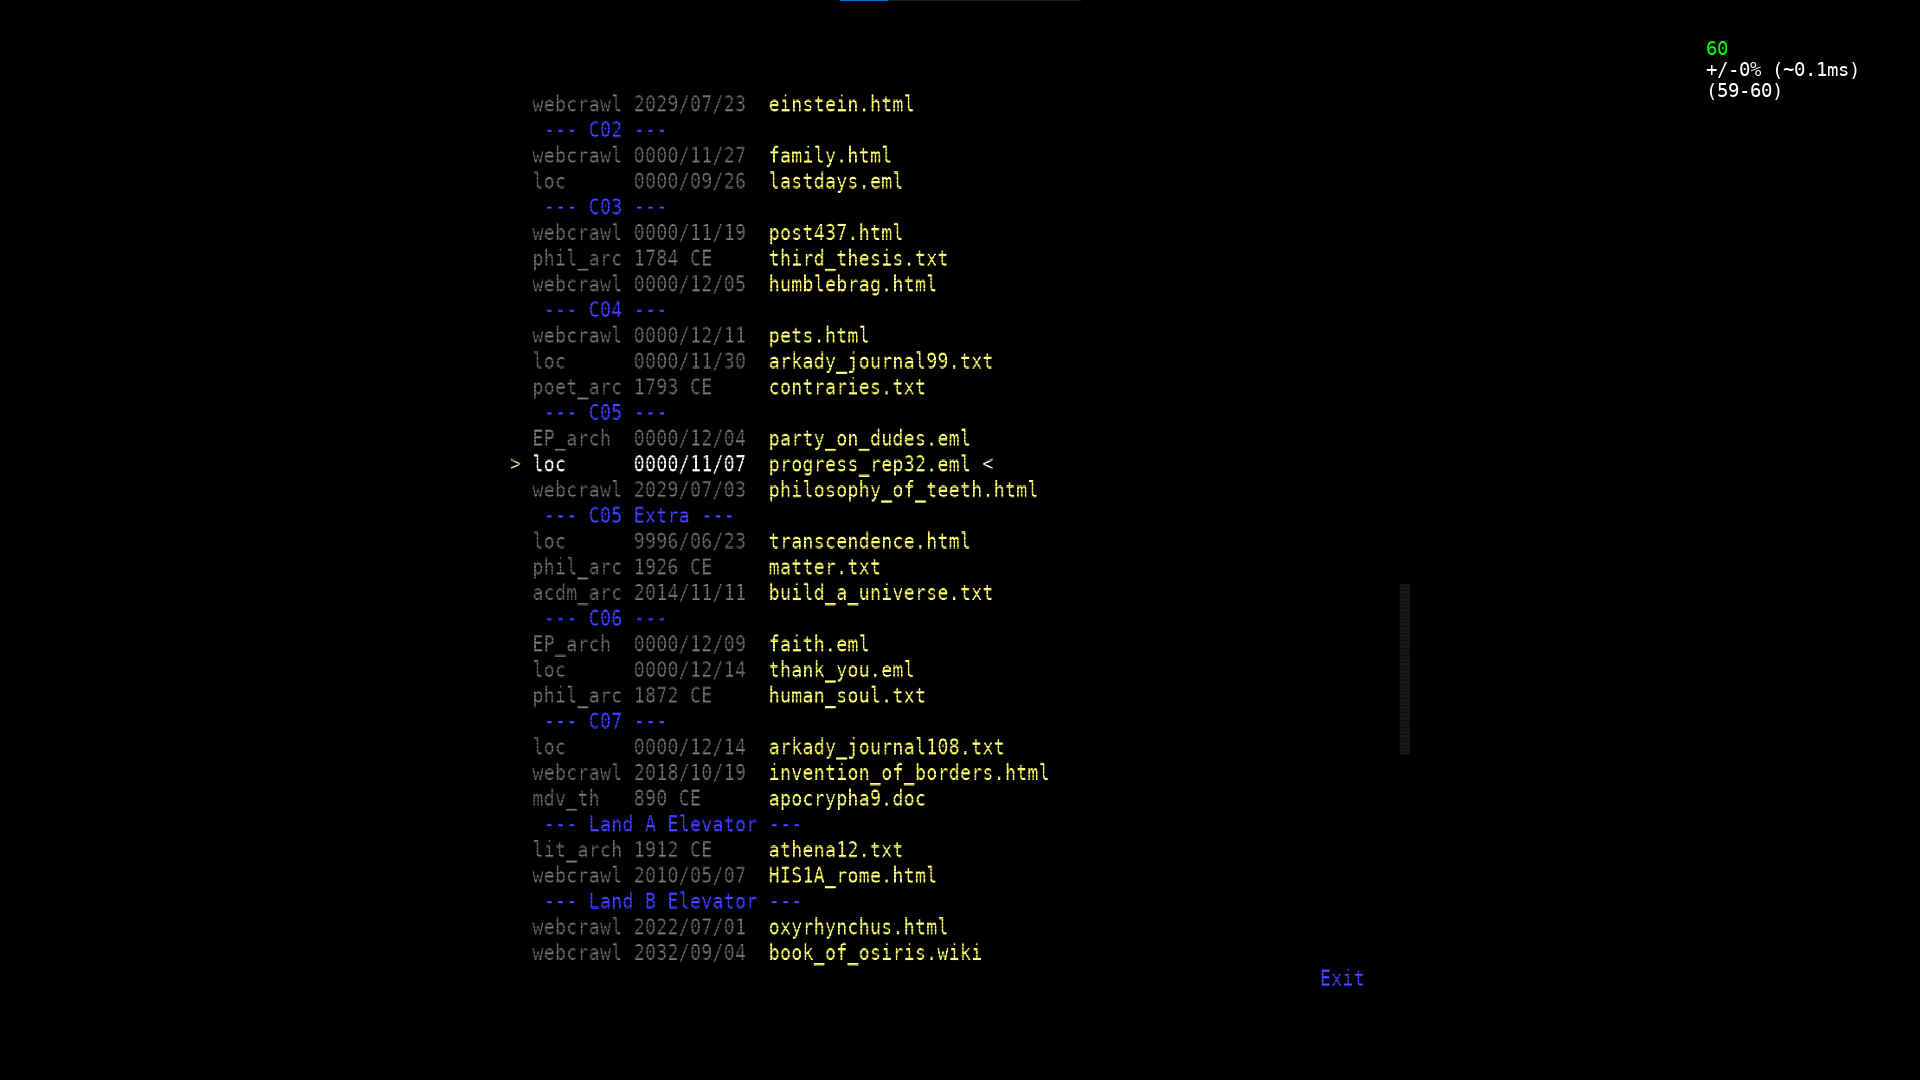 60
+/-0% (~0.1ms)
(59-60)
webcrawl 2029/07/23  einstein.html
--- C02 ---
webcrawl 0000/11/27  family.html
loc      0000/09/26  lastdays.eml
--- C03 ---
webcrawl 0000/11/19  post437.html
phil_arc 1784 CE     third_thesis.txt
webcrawl 0000/12/05  humblebrag.html
--- C04 ---
webcrawl 0000/12/11  pets.html
loc      0000/11/30  arkady_journal99.txt
poet_arc 1793 CE     contraries.txt
--- C05 ---
EP_arch  0000/12/04  party_on_dudes.eml
> loc      0000/11/07  progress_rep32.eml <
webcrawl 2029/07/03  philosophy_of_teeth.html
--- C05 Extra ---
loc      9996/06/23  transcendence.html
phil_arc 1926 CE     matter.txt
acdm_arc 2014/11/11  build_a_universe.txt
--- C06 ---
EP_arch  0000/12/09  faith.eml
loc      0000/12/14  thank_you.eml
phil_arc 1872 CE     human_soul.txt
--- C07 ---
loc      0000/12/14  arkady_journal108.txt
webcrawl 2018/10/19  invention_of_borders.html
mdv_th   890 CE      apocrypha9.doc
--- Land A Elevator ---
lit_arch 1912 CE     athena12.txt
webcrawl 2010/05/07  HIS1A_rome.html
--- Land B Elevator ---
webcrawl 2022/07/01  oxyrhynchus.html
webcrawl 2032/09/04  book_of_osiris.wiki
Exit